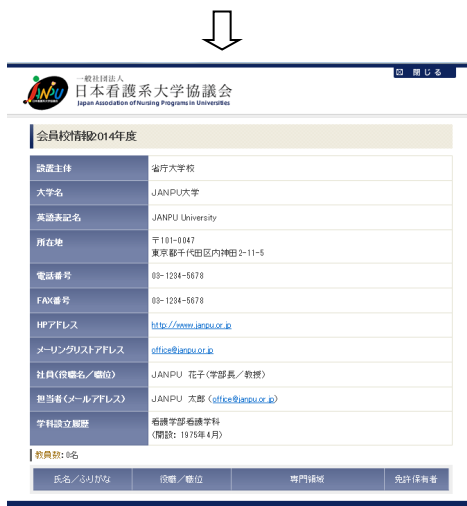 JANPU
一般社団法人
日本看護系大学協議会
Japan Association of Nursing Programs in Universities
閉じる
会員校情報2014年度
設置主体 省庁大学校
大学名 JANPU大学
英語表記名 JANPU University
所在地 〒101-0047
東京都千代田区内神田2-11-5
電話番号 03-1234-5678
FAX番号 03-1234-5678
HPアドレス http://www.janpu.or.jp
メーリングリストアドレス office@janpu.or.jp
社員(役職名/職位) JANPU 花子(学部長/教授)
担当者(メールアドレス) JANPU 太郎(office@janpu.or.jp)
学科設立履歴 看護学部看護学科
(開設: 1975年4月)
教員数: 0名
氏名/ふりがな 役職/職位 専門領域 免許保有者